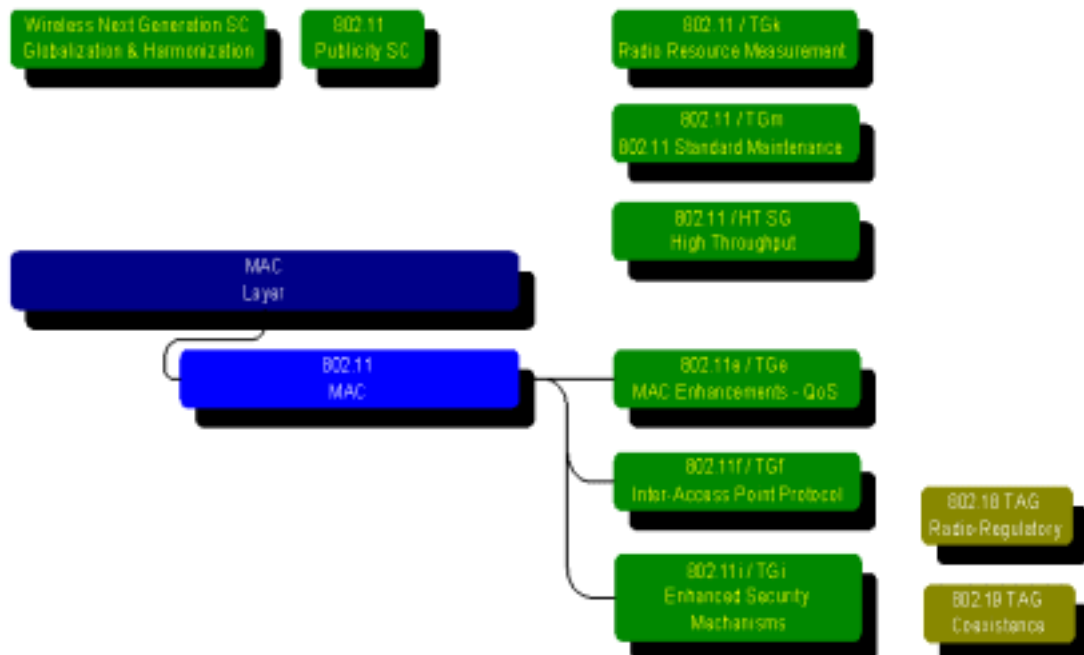 Wireless Next Generation SC
Globalization & Harmonization
802.11
Publicity SC
802.11 / TGk
Radio Resource Measurement
802.11 / TGm
802.11 Standard Maintenance
802.11 / HT SG
High Throughput
MAC
Layer
802.11
MAC
802.11e / TGe
MAC Enhancements - QoS
802.11f / TGf
Inter-Access Point Protocol
802.11i / TGi
Enhanced Security
Mechanisms
802.18 TAG
Radio-Regulatory
802.19 TAG
Coexistence